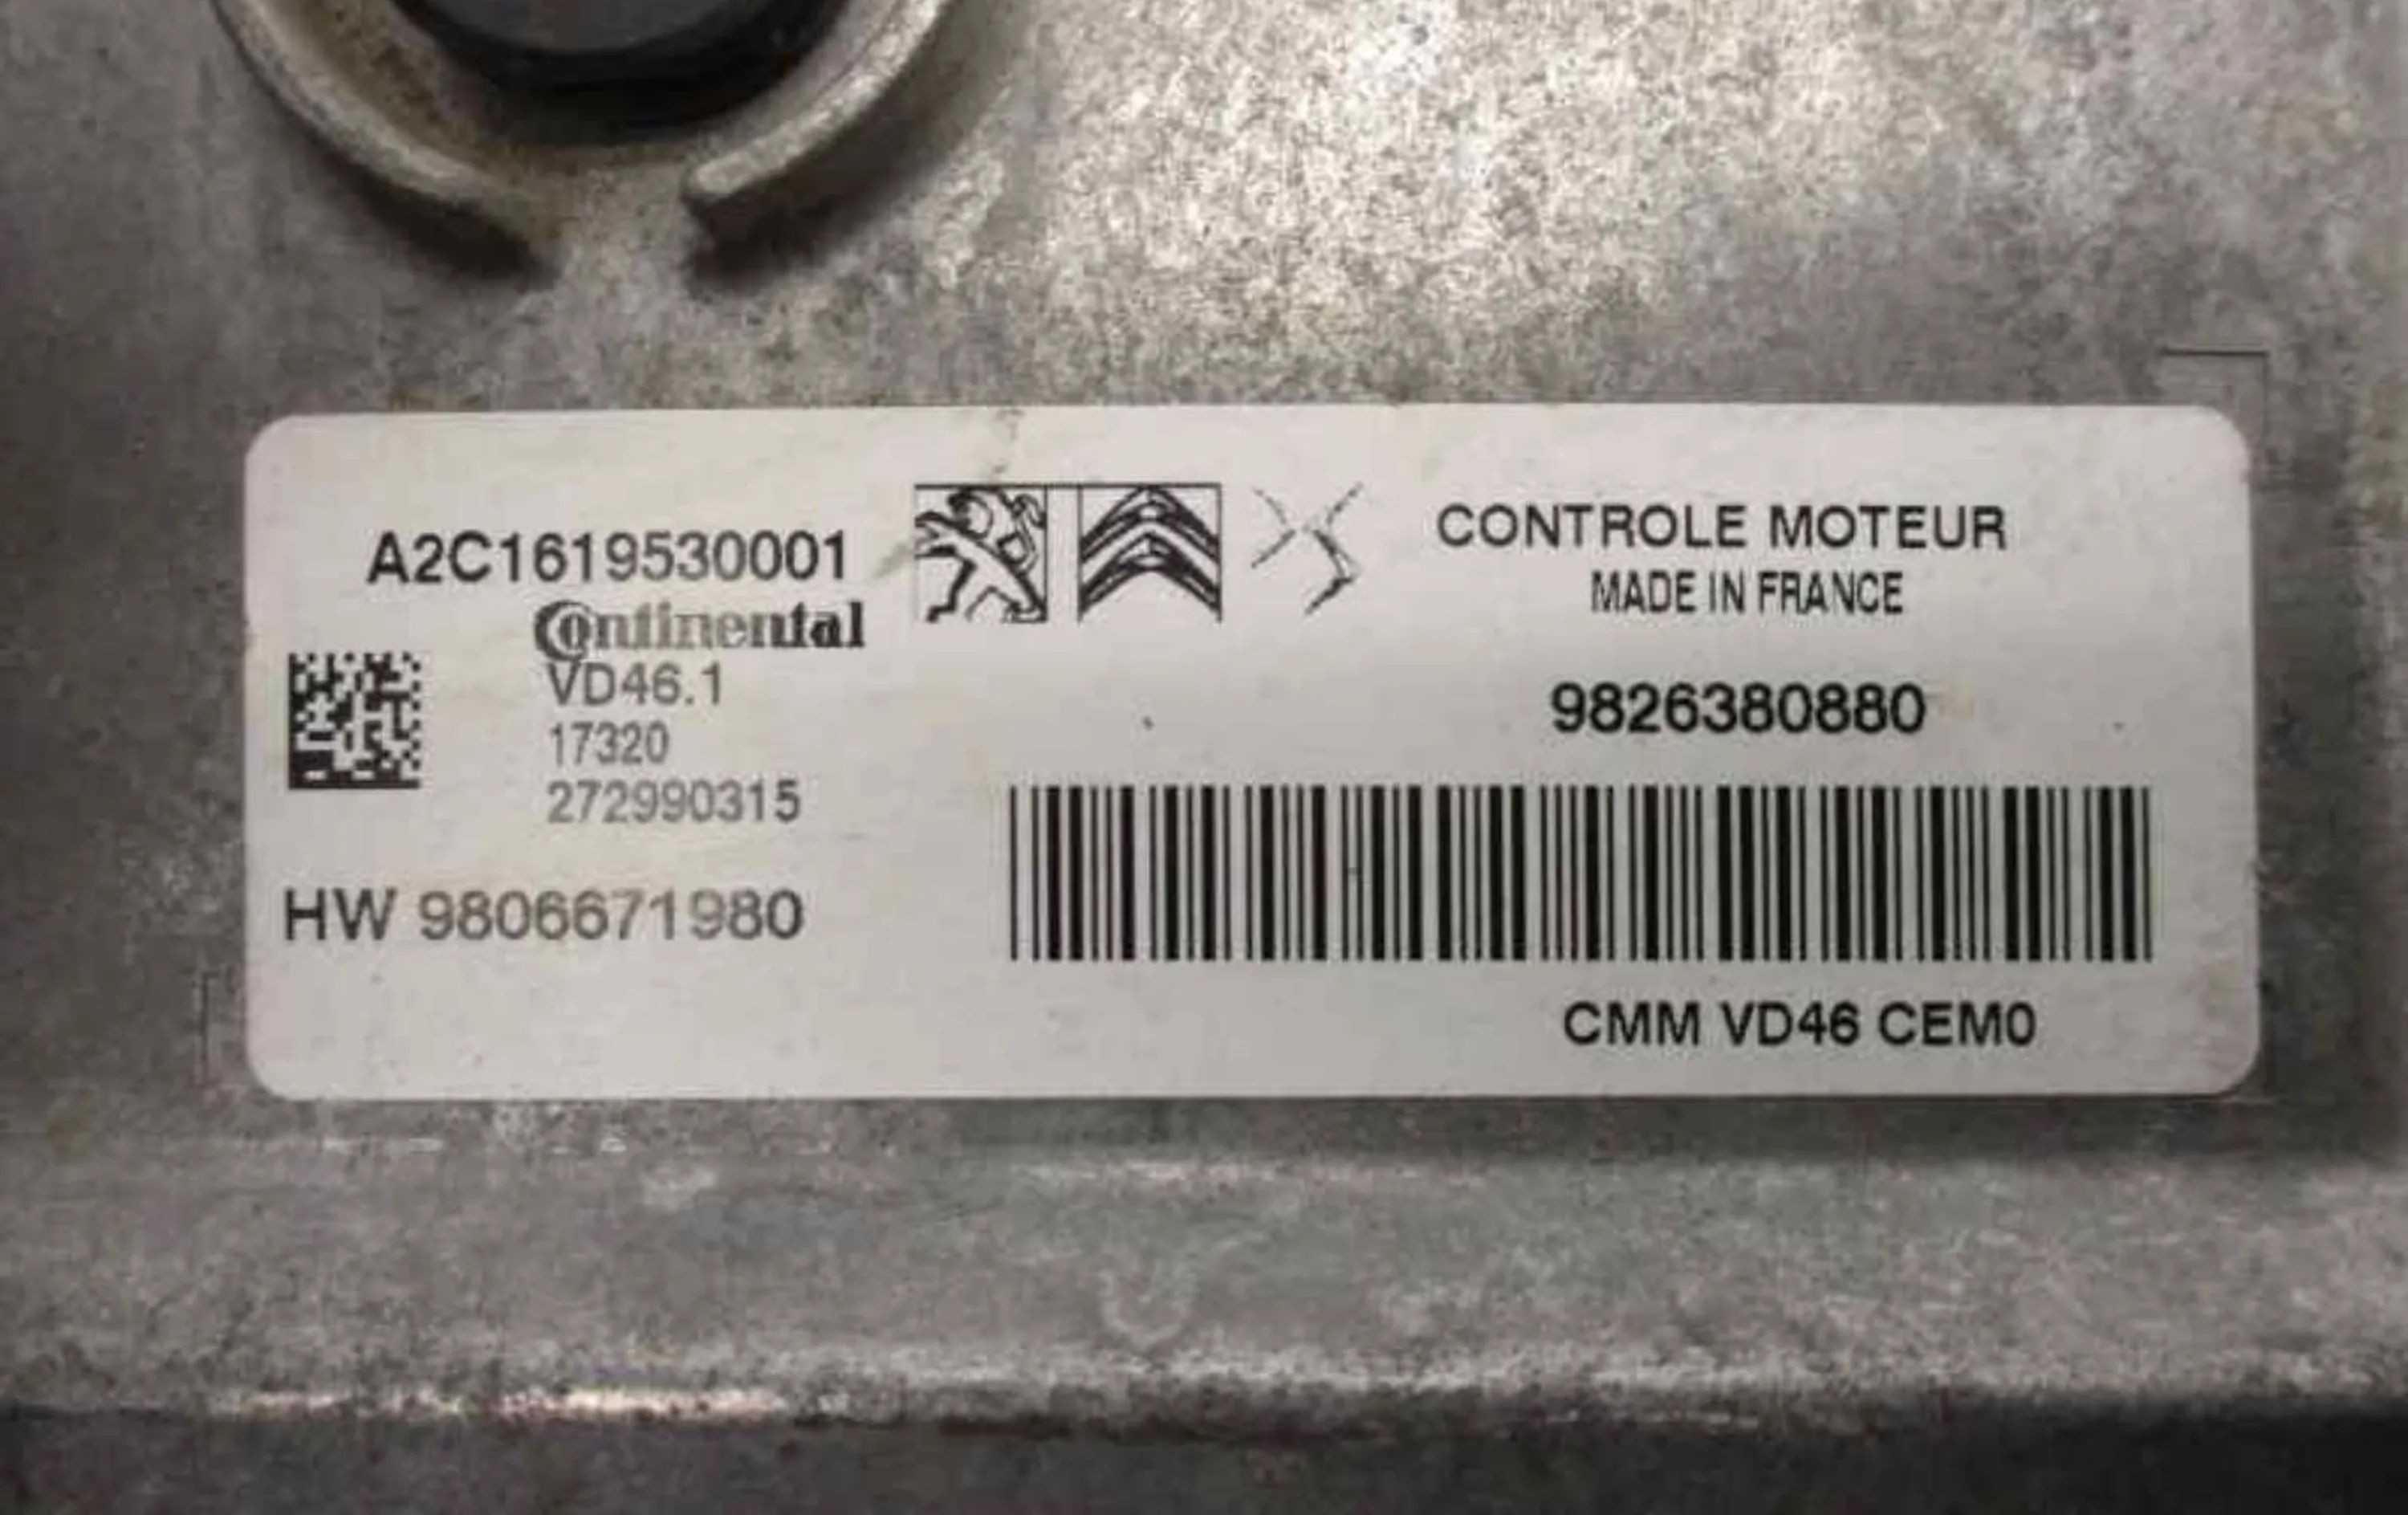 A2C1619530001
Continental
VD46.1
17320
272990315
HW 9806671980
CONTROLE MOTEUR
MADE IN FRANCE
9826380880
CMM VD46 CEM0